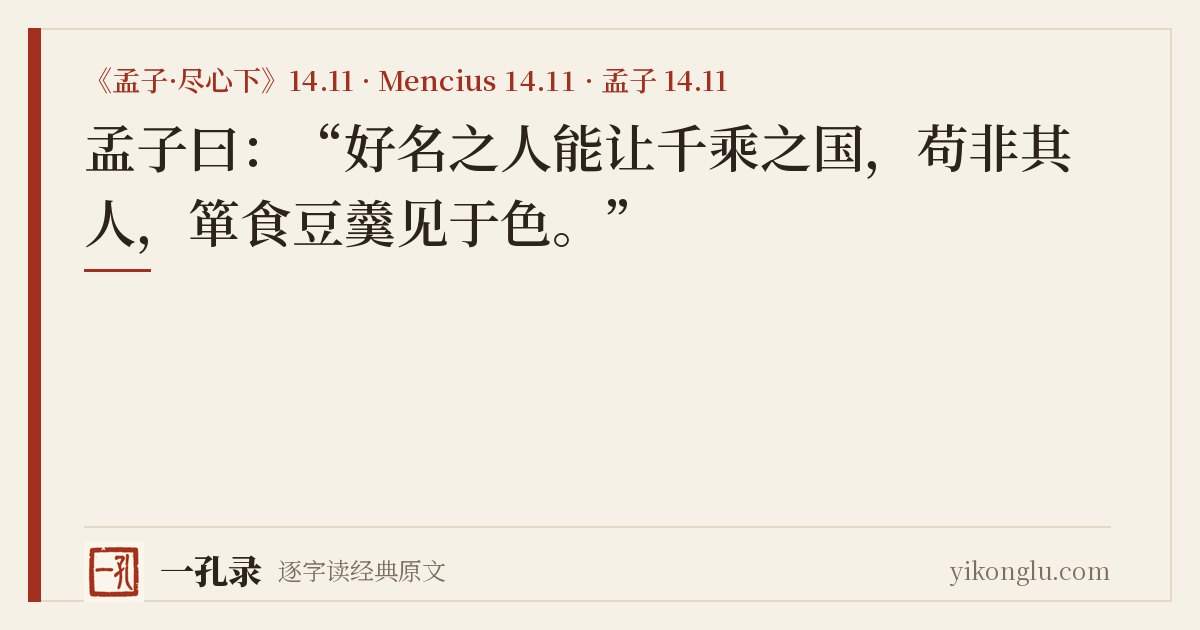 《孟子·尽心下》14.11 · Mencius 14.11 · 孟子 14.11
孟子曰：“好名之人能让千乘之国，苟非其
人，箪食豆羹见于色。”
一孔
一孔录 逐字读经典原文
yikonglu.com